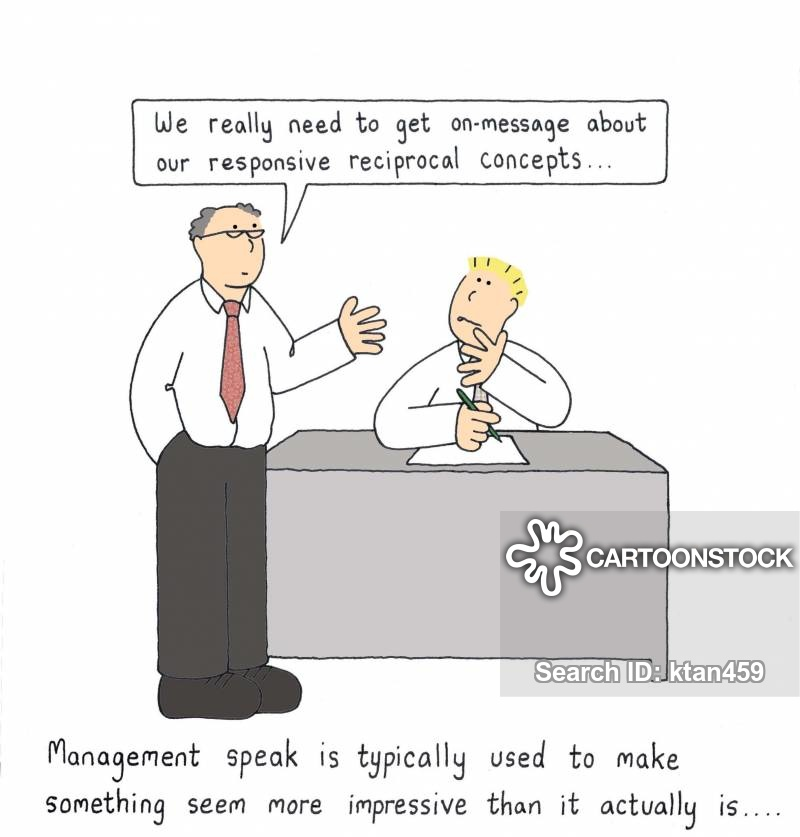 We really need to get on-message about
our responsive reciprocal concepts...
CARTOONSTOCK
Search ID: ktan459
Management speak is typically used to make
something seem more impressive than it actually is....